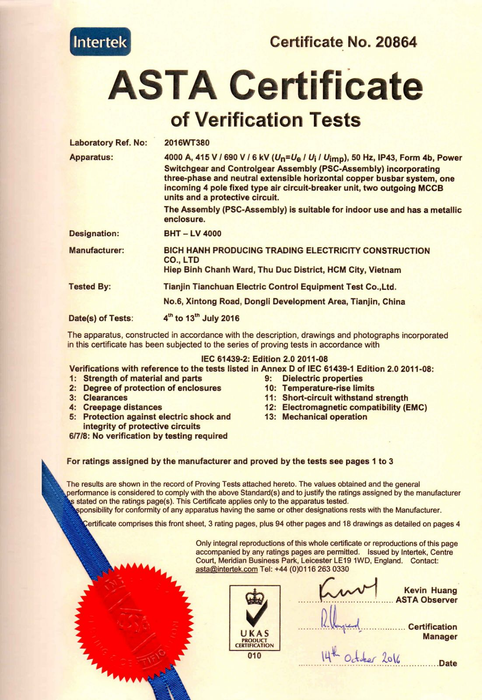 Intertek
Certificate No. 20864
ASTA Certificate
of Verification Tests
Laboratory Ref. No: 2016WT380
Apparatus: 4000 A, 415 V / 690 V / 6 kV (Un=Ue / Ui / Uimp), 50 Hz, IP43, Form 4b, Power
Switchgear and Controlgear Assembly (PSC-Assembly) incorporating
three-phase and neutral extensible horizontal copper busbar system, one
incoming 4 pole fixed type air circuit-breaker unit, two outgoing MCCB
units and a protective circuit.
The Assembly (PSC-Assembly) is suitable for indoor use and has a metallic
enclosure.
Designation: BHT – LV 4000
Manufacturer: BICH HANH PRODUCING TRADING ELECTRICITY CONSTRUCTION
CO., LTD
Hiep Binh Chanh Ward, Thu Duc District, HCM City, Vietnam
Tested By: Tianjin Tianchuan Electric Control Equipment Test Co.,Ltd.
No.6, Xintong Road, Dongli Development Area, Tianjin, China
Date(s) of Tests: 4th to 13th July 2016
The apparatus, constructed in accordance with the description, drawings and photographs incorporated
in this certificate has been subjected to the series of proving tests in accordance with
IEC 61439-2: Edition 2.0 2011-08
Verifications with reference to the tests listed in Annex D of IEC 61439-1 Edition 2.0 2011-08:
1: Strength of material and parts
2: Degree of protection of enclosures
3: Clearances
4: Creepage distances
5: Protection against electric shock and
integrity of protective circuits
6/7/8: No verification by testing required
9: Dielectric properties
10: Temperature-rise limits
11: Short-circuit withstand strength
12: Electromagnetic compatibility (EMC)
13: Mechanical operation
For ratings assigned by the manufacturer and proved by the tests see pages 1 to 3
The results are shown in the record of Proving Tests attached hereto. The values obtained and the general
performance is considered to comply with the above Standard(s) and to justify the ratings assigned by the manufacturer
as stated on the ratings page(s). This Certificate applies only to the apparatus tested.
sponsibility for conformity of any apparatus having the same or other designations rests with the Manufacturer.
Certificate comprises this front sheet, 3 rating pages, plus 94 other pages and 18 drawings as detailed on pages 4
Only integral reproductions of this whole certificate or reproductions of this page
accompanied by any ratings pages are permitted. Issued by Intertek, Centre
Court, Meridian Business Park, Leicester LE19 1WD, England. Contact:
asta@intertek.com Tel: +44 (0)116 263 0330
UKAS
PRODUCT
CERTIFICATION
010
Kevin Huang
ASTA Observer
Certification
Manager
14th October 2016
Date